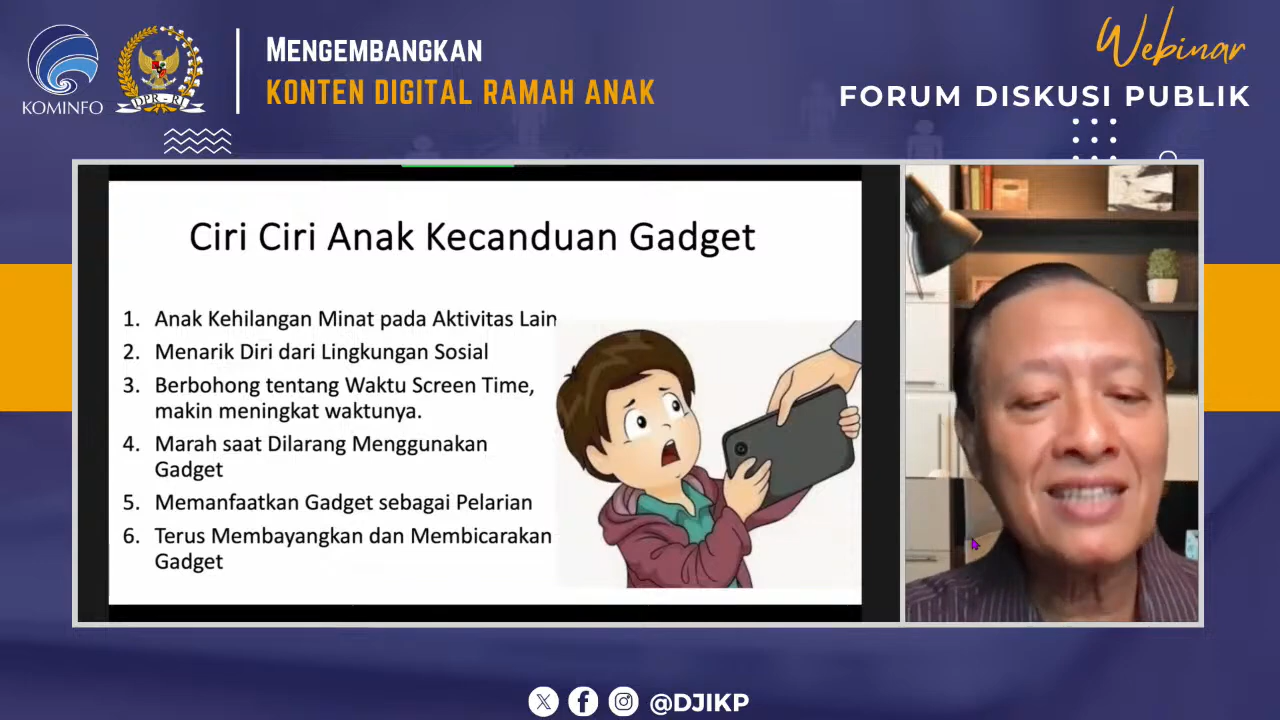 KOMINFO
DPR - RI
MENGEMBANGKAN
KONTEN DIGITAL RAMAH ANAK
Webinar
FORUM DISKUSI PUBLIK
Ciri Ciri Anak Kecanduan Gadget
1. Anak Kehilangan Minat pada Aktivitas Lain
2. Menarik Diri dari Lingkungan Sosial
3. Berbohong tentang Waktu Screen Time,
makin meningkat waktunya.
4. Marah saat Dilarang Menggunakan
Gadget
5. Memanfaatkan Gadget sebagai Pelarian
6. Terus Membayangkan dan Membicarakan
Gadget
@DJIKP